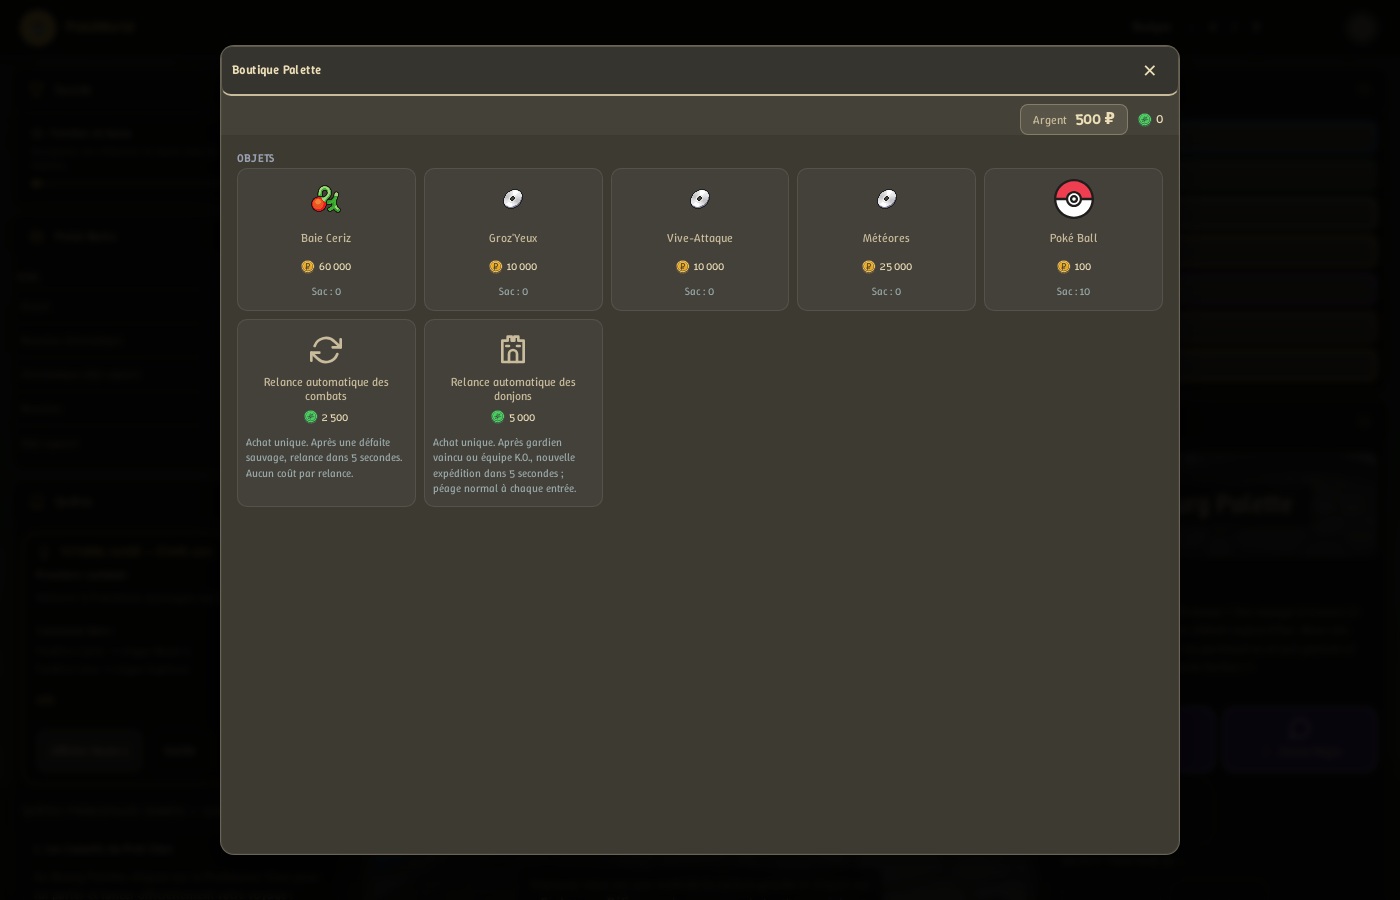 Boutique Palette
Argent 500 ₽ 0
OBJETS
Baie Ceriz
60 000
Sac : 0
Groz'Yeux
10 000
Sac : 0
Vive-Attaque
10 000
Sac : 0
Météores
25 000
Sac : 0
Poké Ball
100
Sac : 10
Relance automatique des
combats
2 500
Achat unique. Après une défaite
sauvage, relance dans 5 secondes.
Aucun coût par relance.
Relance automatique des
donjons
5 000
Achat unique. Après gardien
vaincu ou équipe K.O., nouvelle
expédition dans 5 secondes ;
péage normal à chaque entrée.